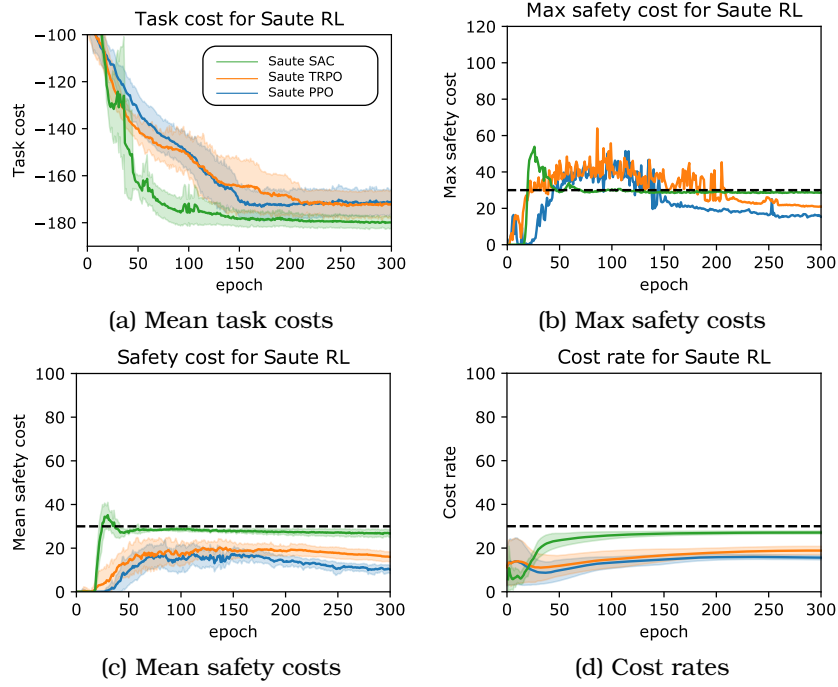 Task cost for Saute RL
Task cost
−100
−120
−140
−160
−180
Saute SAC
Saute TRPO
Saute PPO
0 50 100 150 200 250 300
epoch
(a) Mean task costs
Max safety cost for Saute RL
Max safety cost
120
100
80
60
40
20
0
0 50 100 150 200 250 300
epoch
(b) Max safety costs
Safety cost for Saute RL
Mean safety cost
100
80
60
40
20
0
0 50 100 150 200 250 300
epoch
(c) Mean safety costs
Cost rate for Saute RL
Cost rate
100
80
60
40
20
0
0 50 100 150 200 250 300
epoch
(d) Cost rates